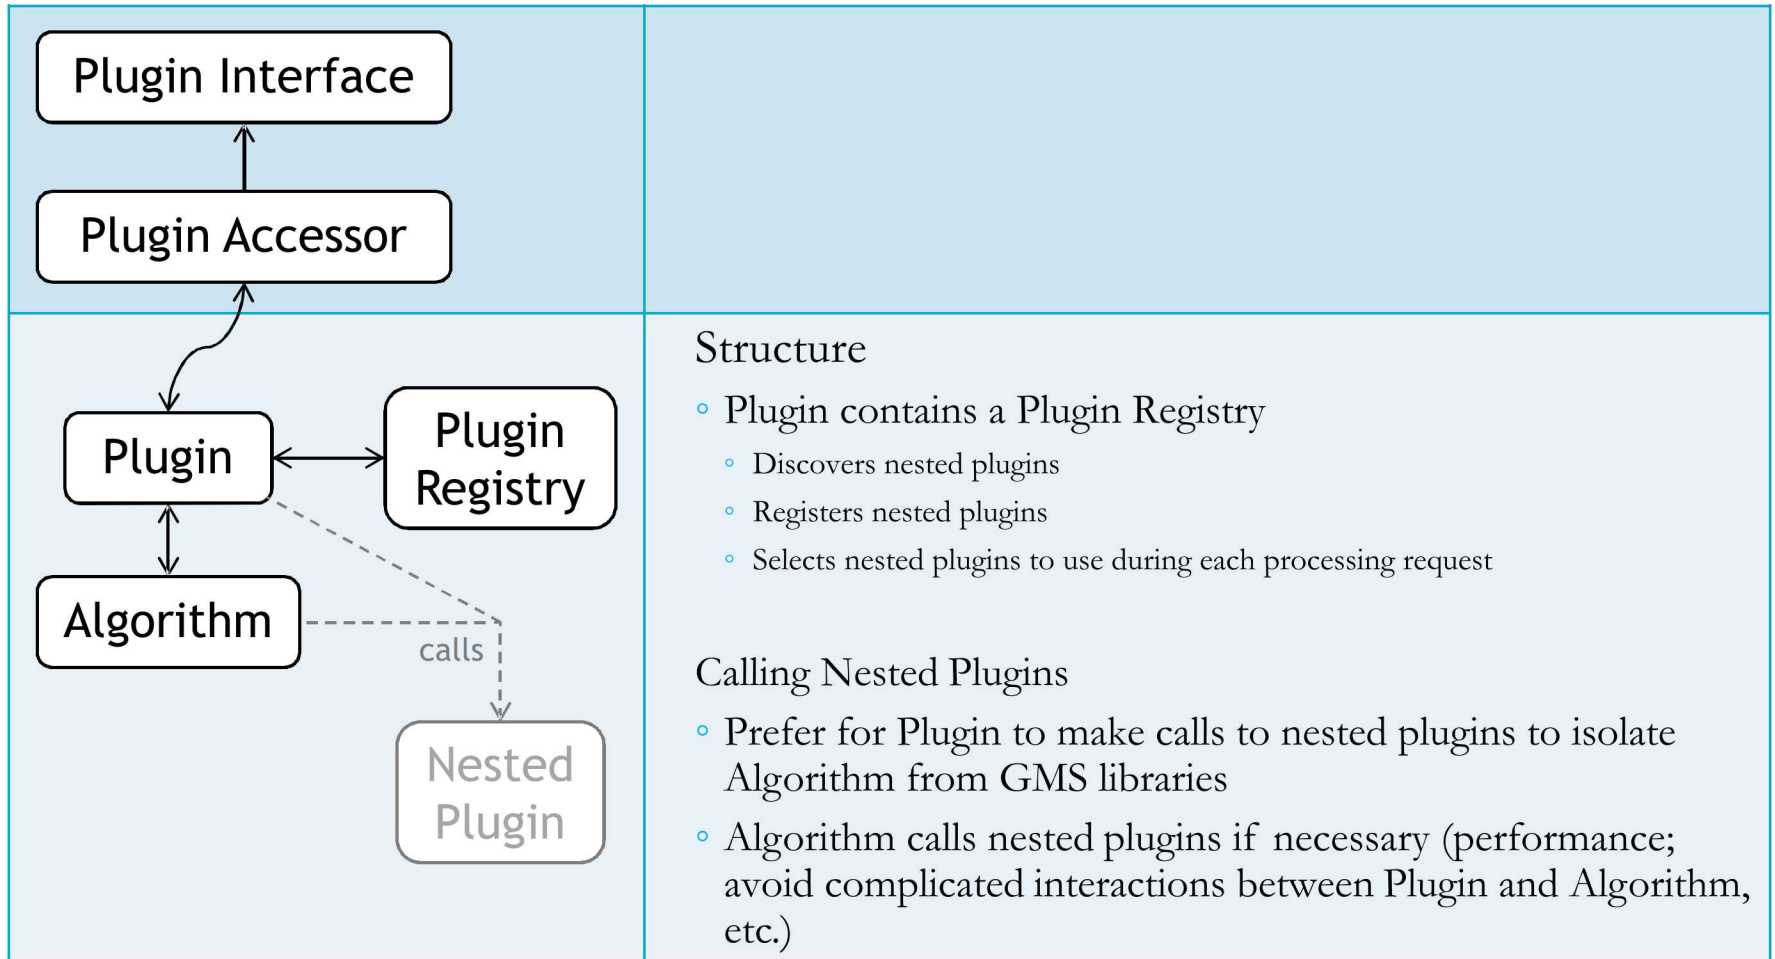 Plugin Interface
Plugin Accessor
Plugin
Plugin
Registry
Algorithm
calls
Nested
Plugin
Structure
◦ Plugin contains a Plugin Registry
◦ Discovers nested plugins
◦ Registers nested plugins
◦ Selects nested plugins to use during each processing request
Calling Nested Plugins
◦ Prefer for Plugin to make calls to nested plugins to isolate
Algorithm from GMS libraries
◦ Algorithm calls nested plugins if necessary (performance;
avoid complicated interactions between Plugin and Algorithm,
etc.)